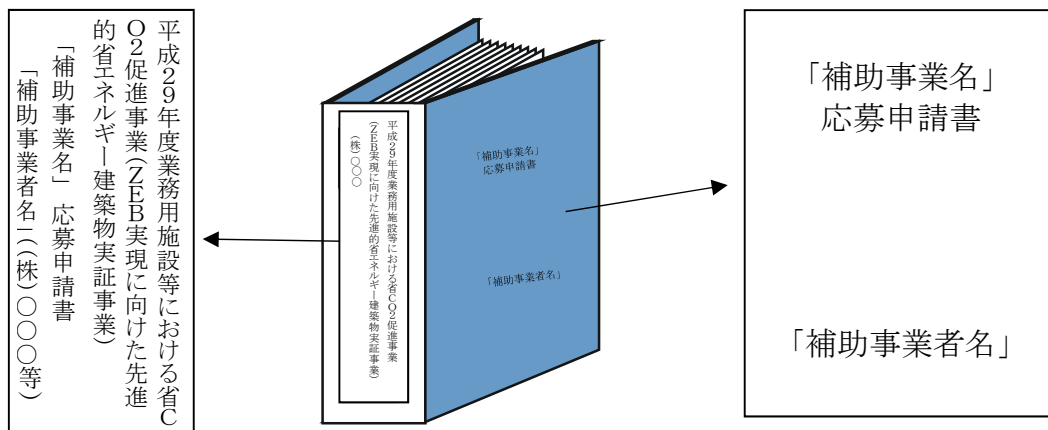 平成２９年度業務用施設等における省Ｃ
Ｏ２促進事業(ＺＥＢ実現に向けた先進
的省エネルギー建築物実証事業)
「補助事業名」応募申請書
「補助事業者名」((株)〇〇〇等)
平成２９年度業務用施設等における省ＣＯ２促進事業
(ＺＥＢ実現に向けた先進的省エネルギー建築物実証事業)
(株)〇〇〇
「補助事業名」
応募申請書
「補助事業者名」
「補助事業名」
応募申請書
「補助事業者名」